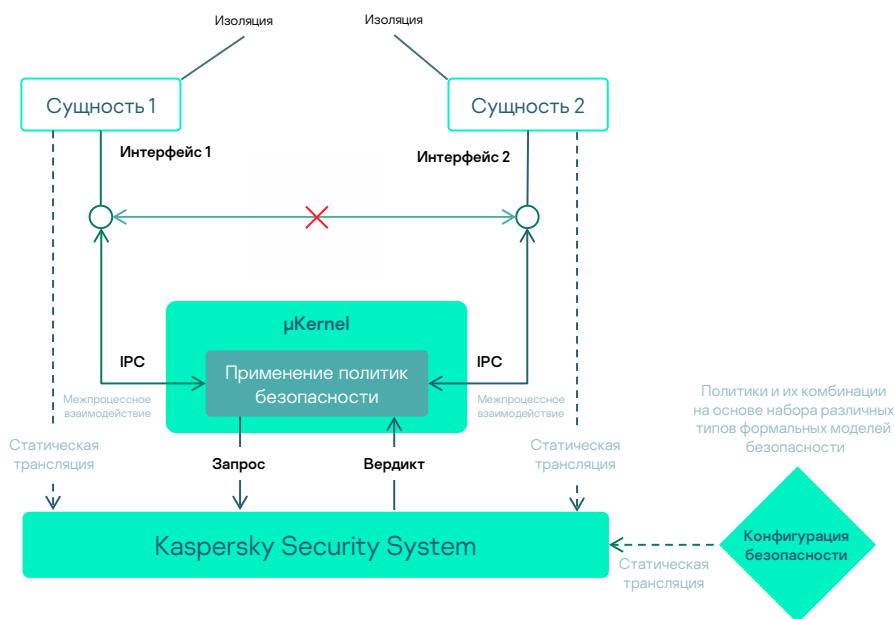 Изоляция
Изоляция
Сущность 1
Сущность 2
Интерфейс 1
Интерфейс 2
µKernel
IPC
Применение политик
безопасности
IPC
Межпроцессное
взаимодействие
Межпроцессное
взаимодействие
Политики и их комбинации
на основе набора различных
типов формальных моделей
безопасности
Статическая
трансляция
Запрос
Вердикт
Статическая
трансляция
Kaspersky Security System
Конфигурация
безопасности
Статическая
трансляция